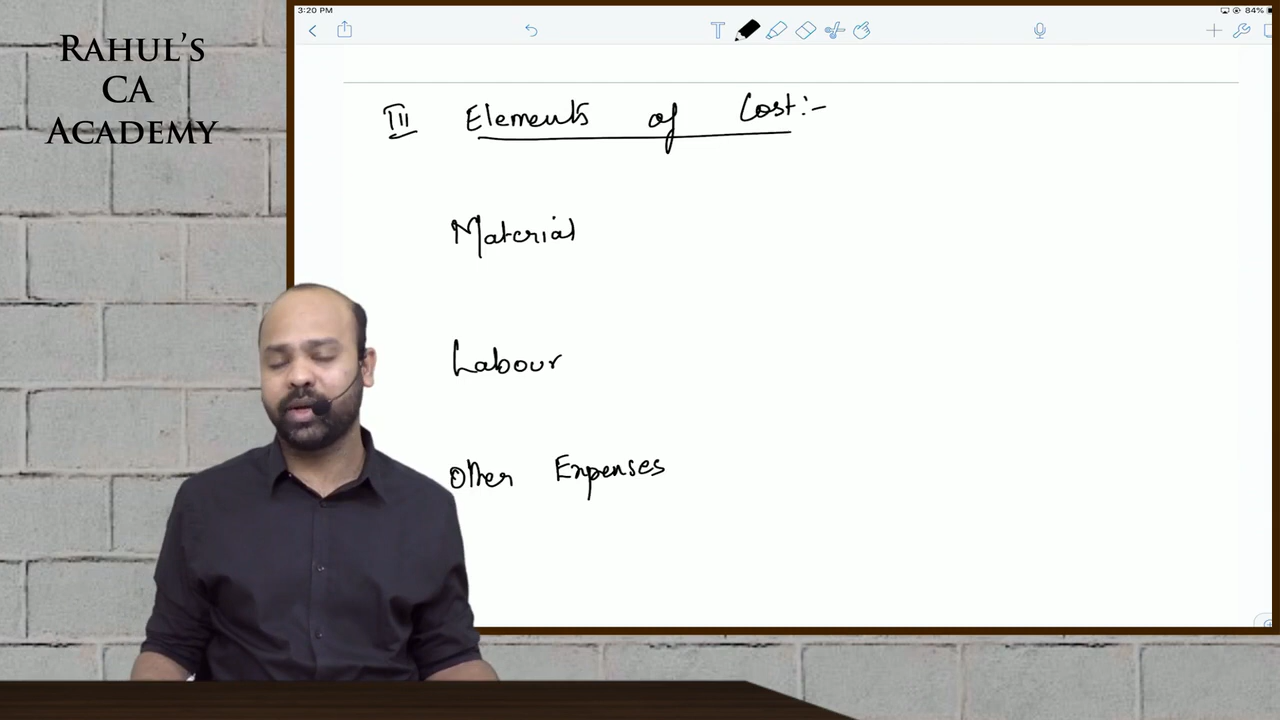 RAHUL'S
CA
ACADEMY
3:20 PM
84%
T
III Elements of Cost:-
Material
Labour
Other Expenses